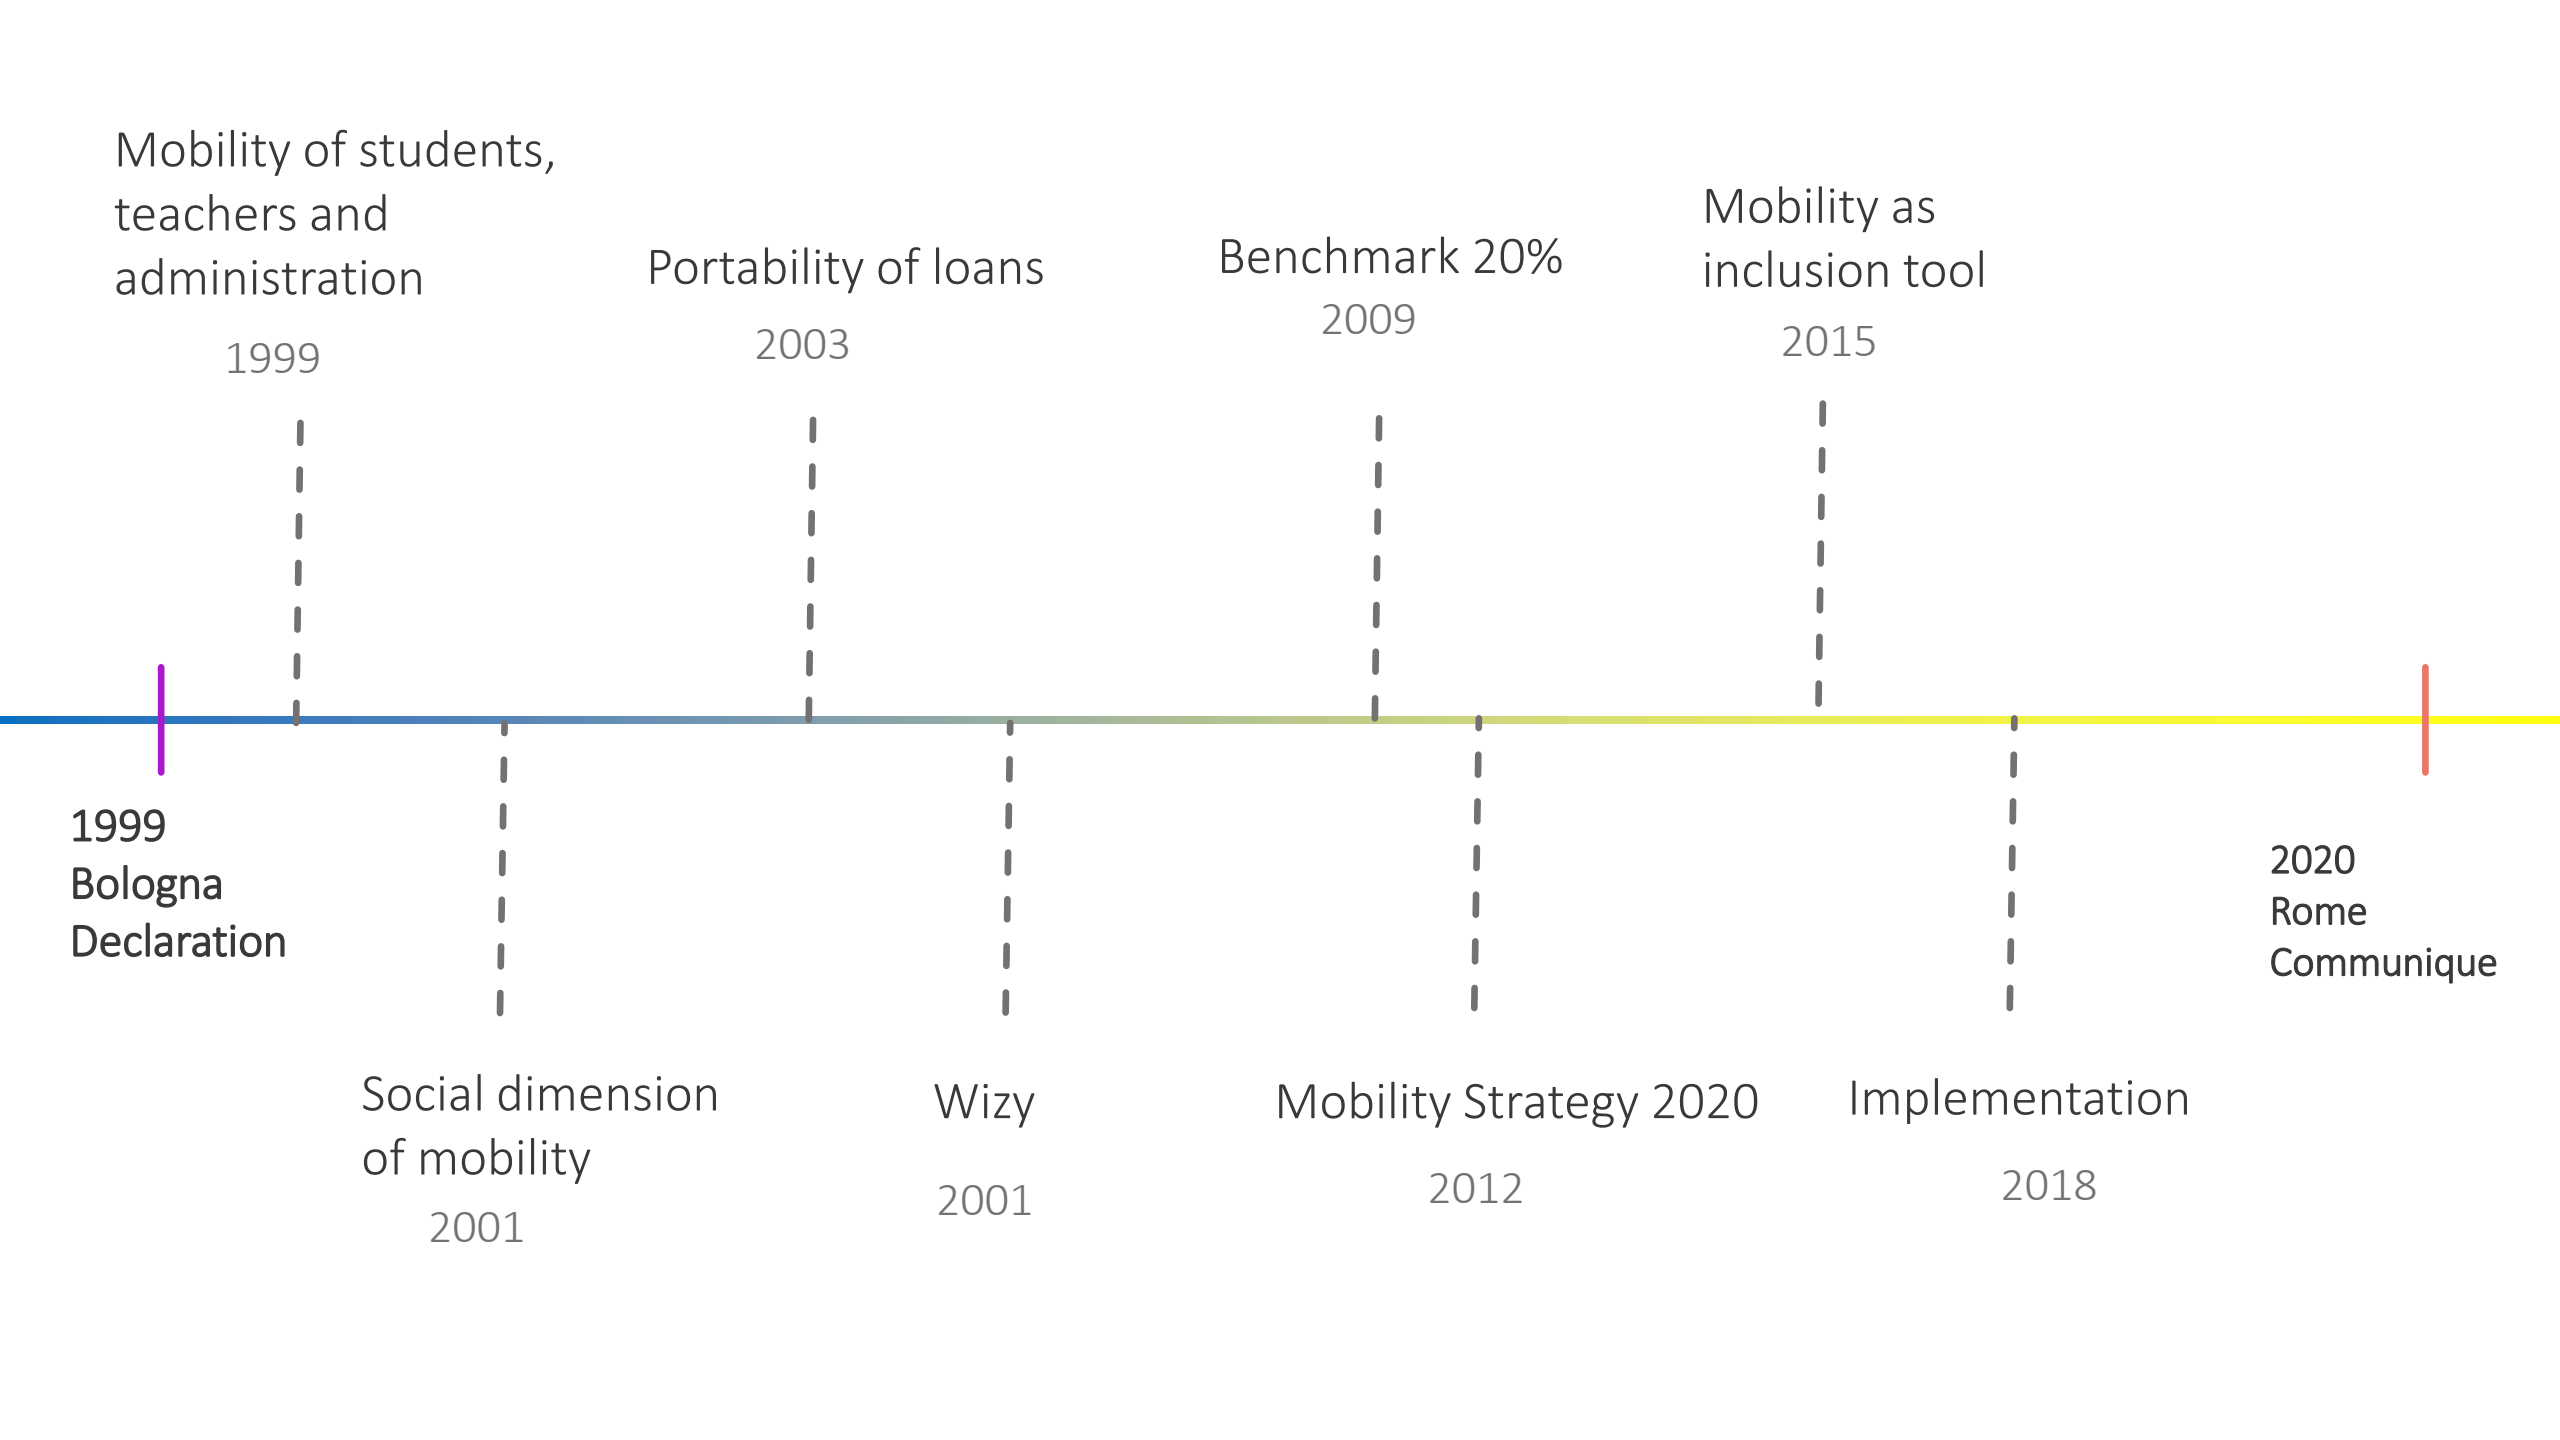 Mobility of students,
teachers and
administration
1999
Portability of loans
2003
Benchmark 20%
2009
Mobility as
inclusion tool
2015
1999
Bologna
Declaration
2020
Rome
Communique
Social dimension
of mobility
2001
Wizy
2001
Mobility Strategy 2020
2012
Implementation
2018